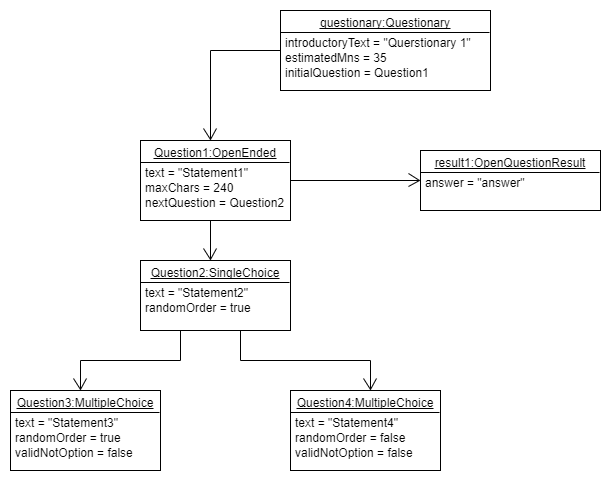 questionary:Questionary
introductoryText = "Querstionary 1"
estimatedMns = 35
initialQuestion = Question1
Question1:OpenEnded
text = "Statement1"
maxChars = 240
nextQuestion = Question2
result1:OpenQuestionResult
answer = "answer"
Question2:SingleChoice
text = "Statement2"
randomOrder = true
Question3:MultipleChoice
text = "Statement3"
randomOrder = true
validNotOption = false
Question4:MultipleChoice
text = "Statement4"
randomOrder = false
validNotOption = false